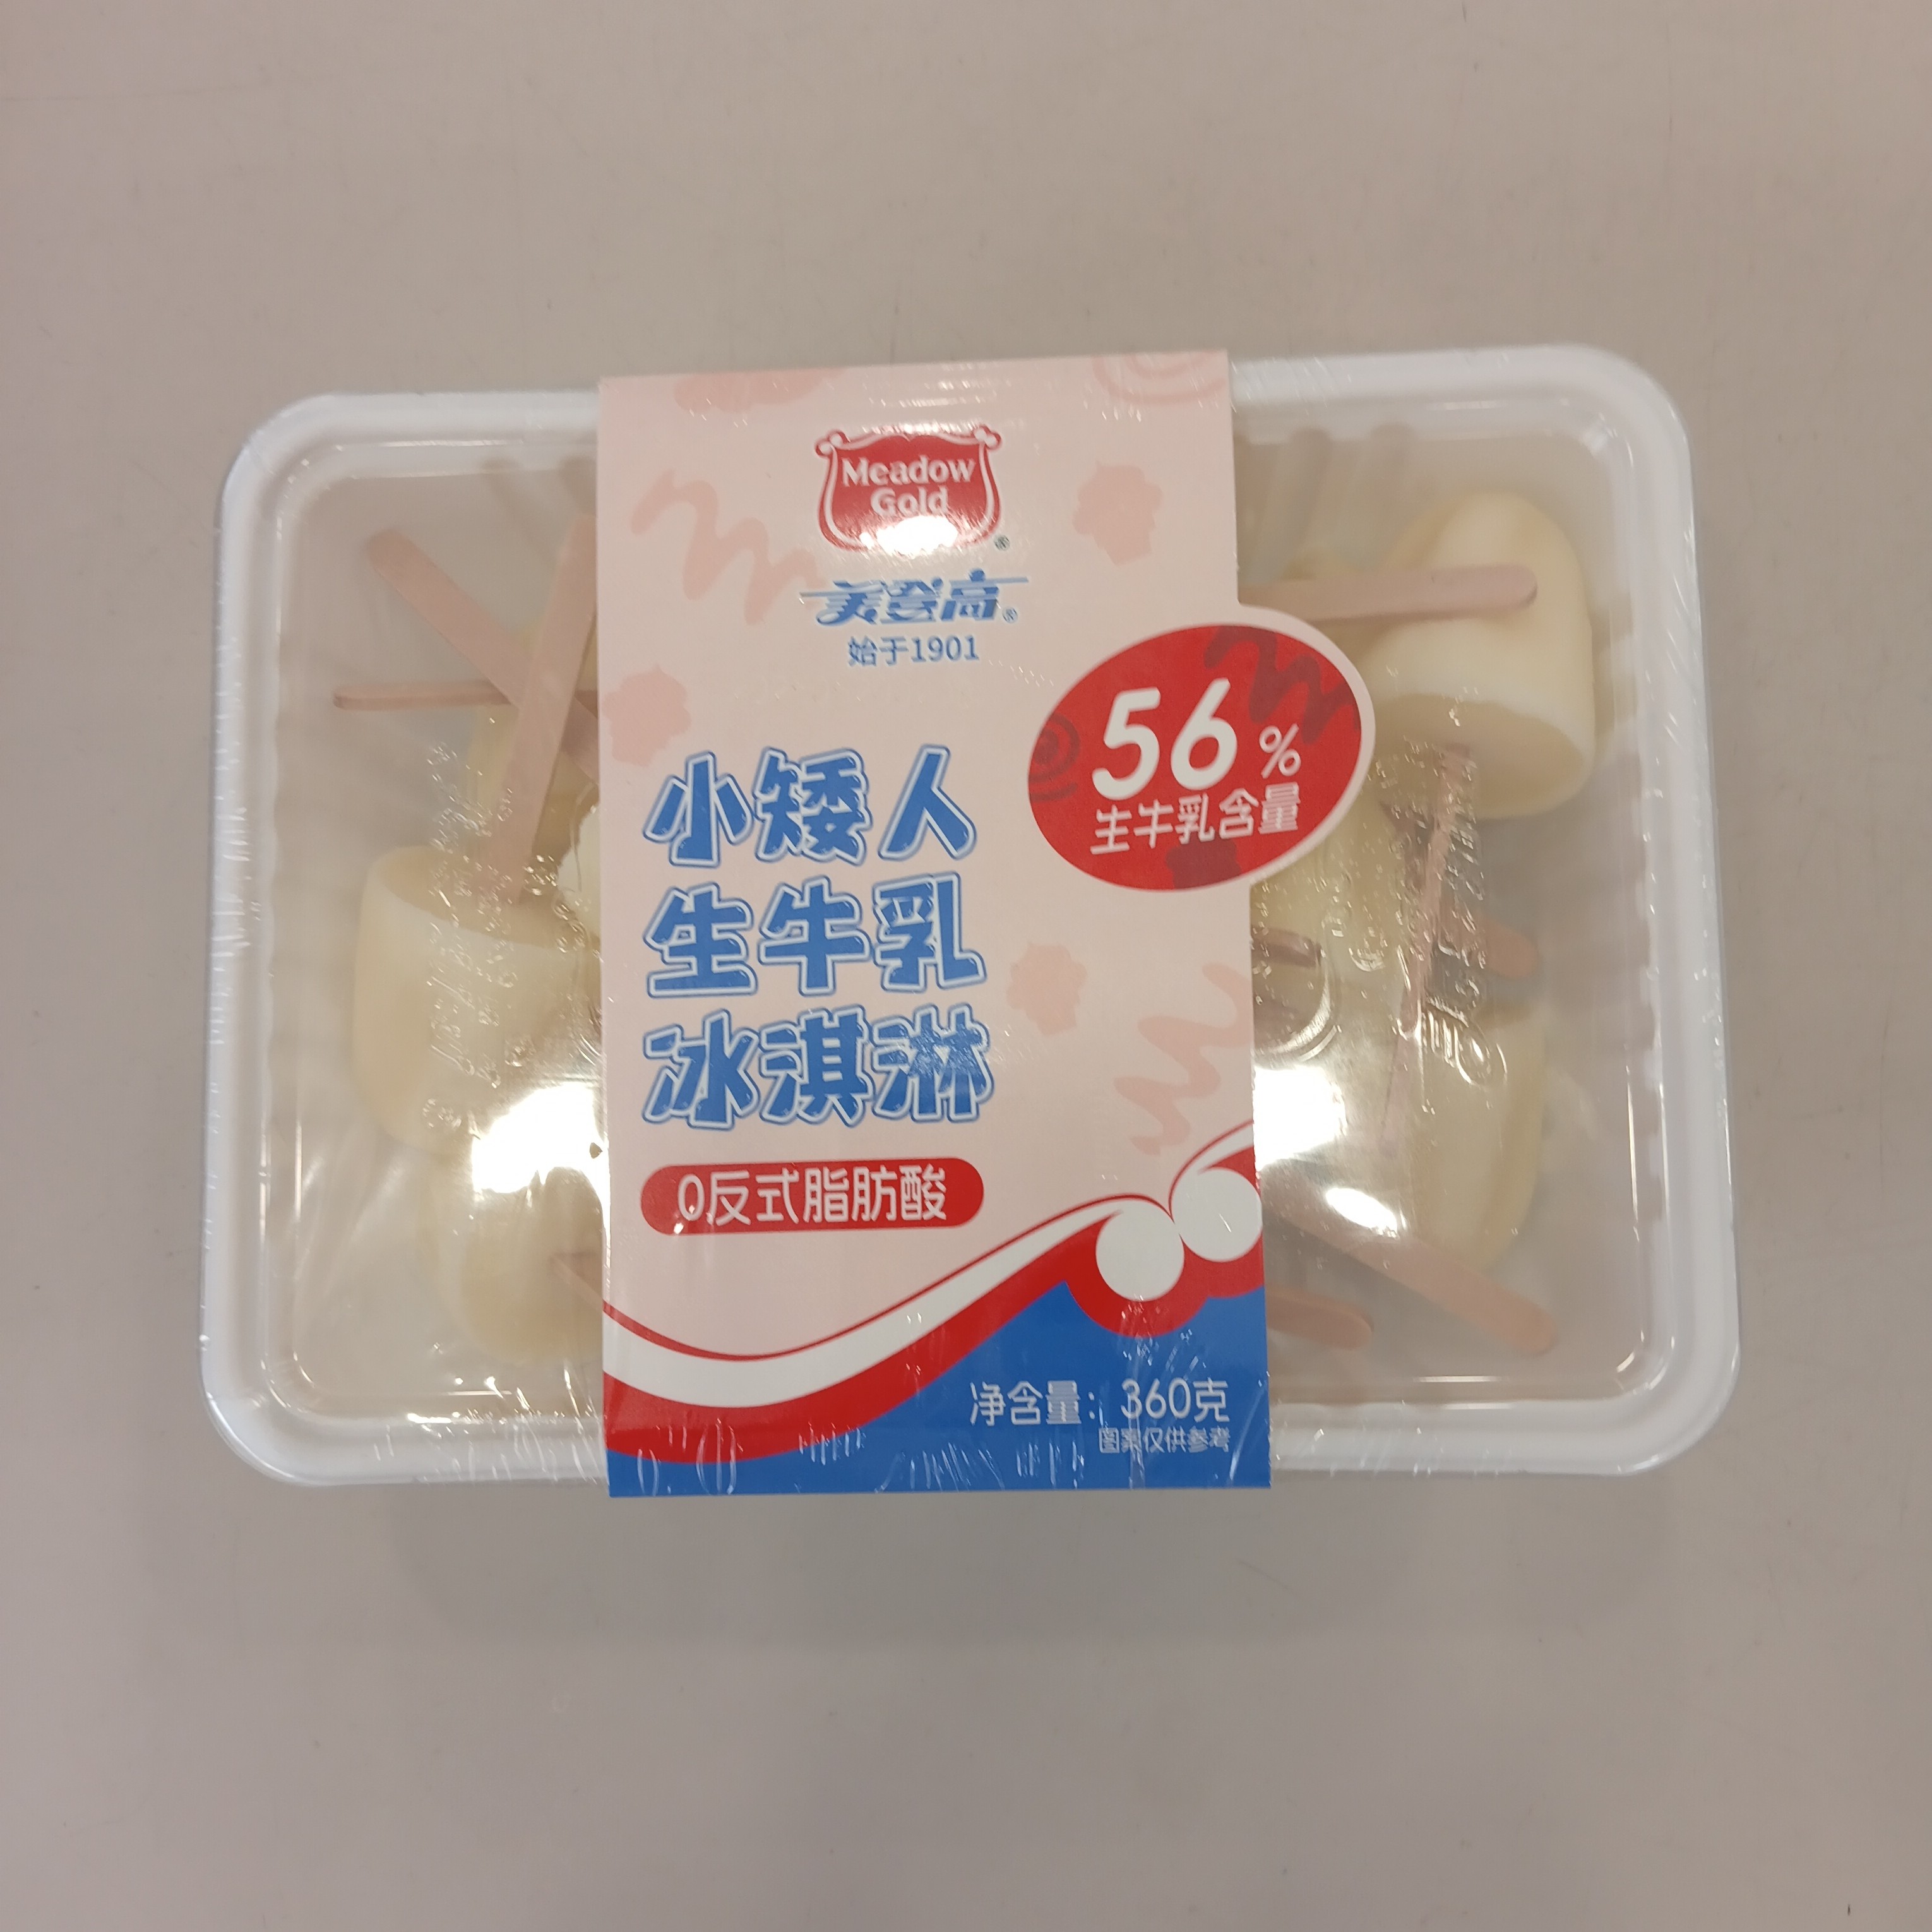 Meadow
Gold
®
美登高®
始于1901
56%
生牛乳含量
小矮人
生牛乳
冰淇淋
0反式脂肪酸
净含量：360克
图案仅供参考